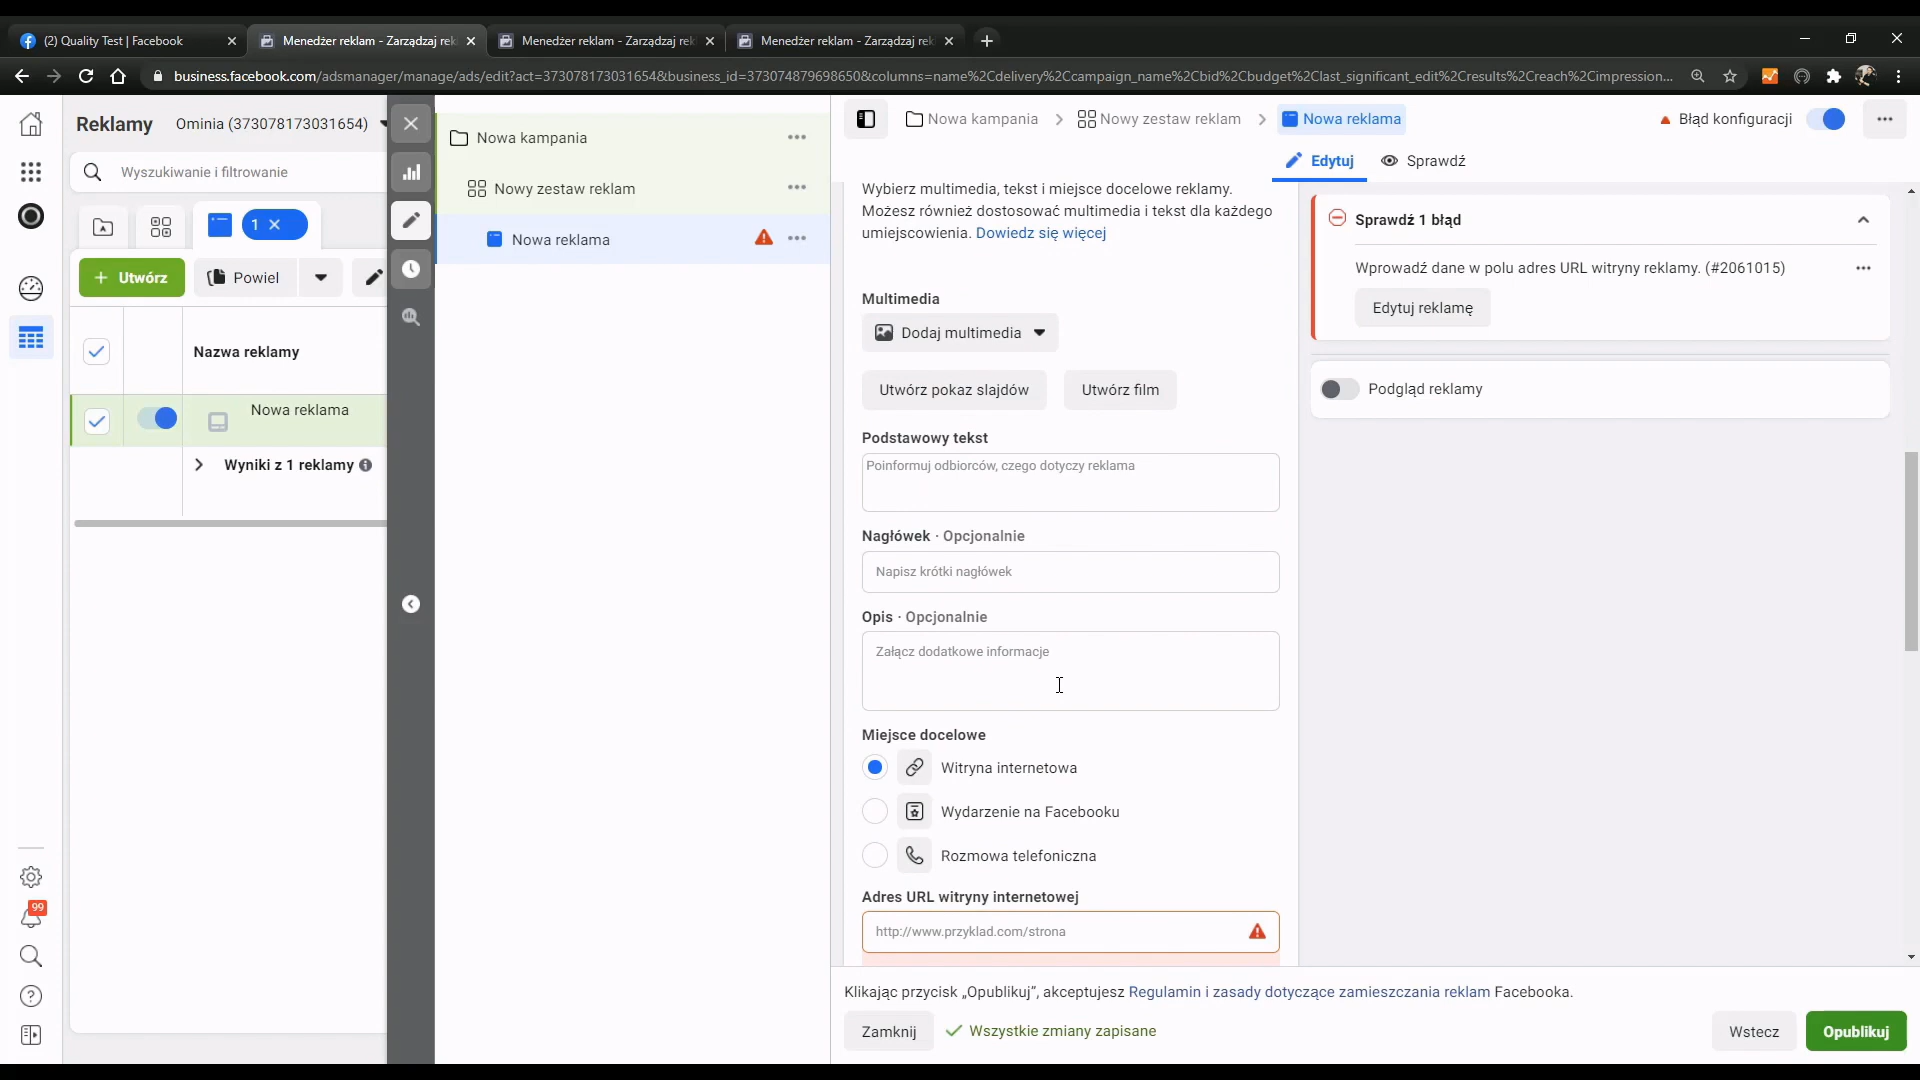 (2) Quality Test | Facebook
Menedżer reklam - Zarządzaj rek
Menedżer reklam - Zarządzaj rek
Menedżer reklam - Zarządzaj rek
business.facebook.com/adsmanager/manage/ads/edit?act=373078173031654&business_id=373074879698650&columns=name%2Cdelivery%2Ccampaign_name%2Cbid%2Cbudget%2Clast_significant_edit%2Cresults%2Creach%2Cimpression...
Reklamy
Ominia (373078173031654)
Wyszukiwanie i filtrowanie
1
+ Utwórz
Powiel
Nazwa reklamy
Nowa reklama
Wyniki z 1 reklamy
99
Nowa kampania
Nowy zestaw reklam
Nowa reklama
Nowa kampania
Nowy zestaw reklam
Nowa reklama
Błąd konfiguracji
Edytuj
Sprawdź
Wybierz multimedia, tekst i miejsce docelowe reklamy.
Możesz również dostosować multimedia i tekst dla każdego
umiejscowienia. Dowiedz się więcej
Multimedia
Dodaj multimedia
Utwórz pokaz slajdów
Utwórz film
Podstawowy tekst
Poinformuj odbiorców, czego dotyczy reklama
Nagłówek · Opcjonalnie
Napisz krótki nagłówek
Opis · Opcjonalnie
Załącz dodatkowe informacje
Miejsce docelowe
Witryna internetowa
Wydarzenie na Facebooku
Rozmowa telefoniczna
Adres URL witryny internetowej
http://www.przyklad.com/strona
Sprawdź 1 błąd
Wprowadź dane w polu adres URL witryny reklamy. (#2061015)
Edytuj reklamę
Podgląd reklamy
Klikając przycisk „Opublikuj”, akceptujesz Regulamin i zasady dotyczące zamieszczania reklam Facebooka.
Zamknij
Wszystkie zmiany zapisane
Wstecz
Opublikuj